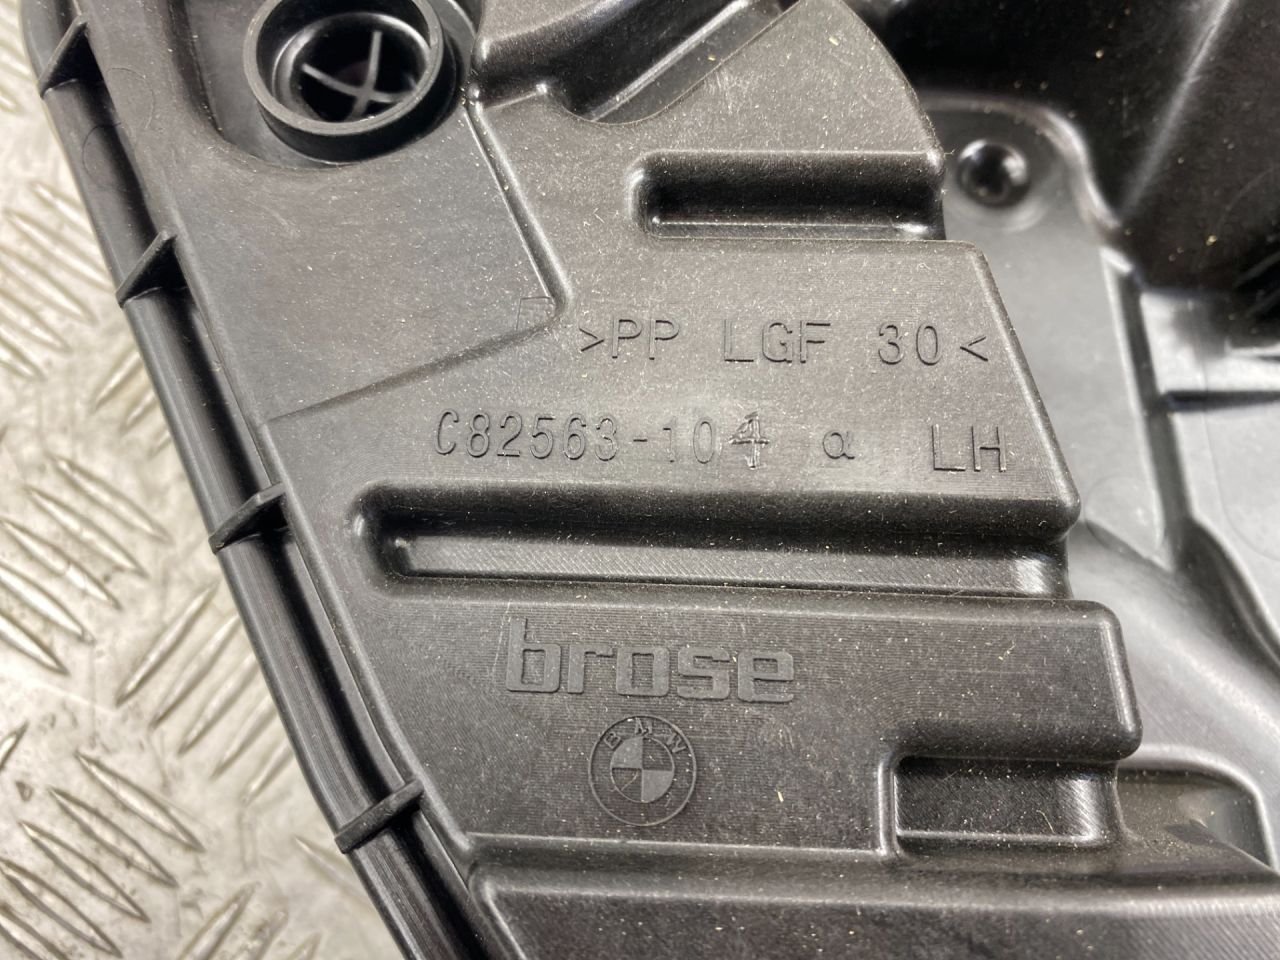 >PP LGF 30<
C82563-104 α LH
brose
BMW